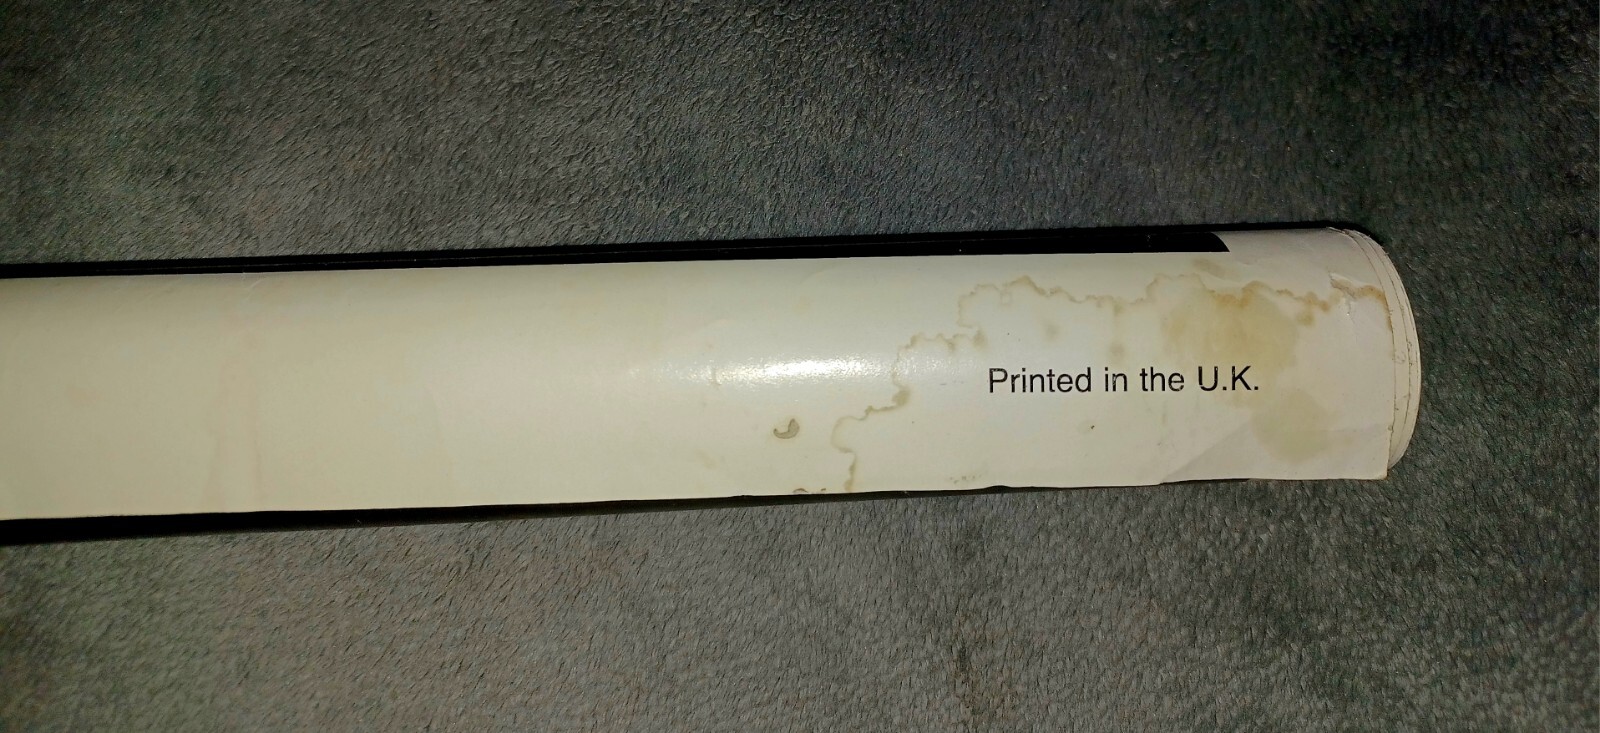 Printed in the U.K.